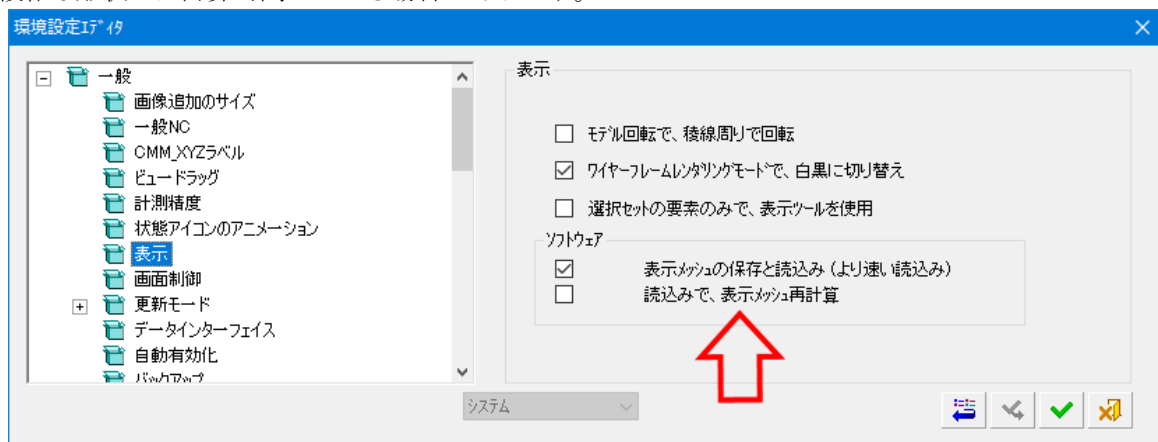 環境設定ｴﾃﾞｨﾀ
一般
画像追加のサイズ
一般NC
CMM_XYZラベル
ビュードラッグ
計測精度
状態アイコンのアニメーション
表示
画面制御
更新モード
データインターフェイス
自動有効化
バックアップ
表示
ﾓﾃﾞﾙ回転で、稜線周りで回転
ﾜｲﾔｰﾌﾚｰﾑﾚﾝﾀﾞﾘﾝｸﾞﾓｰﾄﾞで、白黒に切り替え
選択ｾｯﾄの要素のみで、表示ﾂｰﾙを使用
ｿﾌﾄｳｪｱ
表示ﾒｯｼｭの保存と読込み（より速い読込み）
読込みで、表示ﾒｯｼｭ再計算
ｼｽﾃﾑ